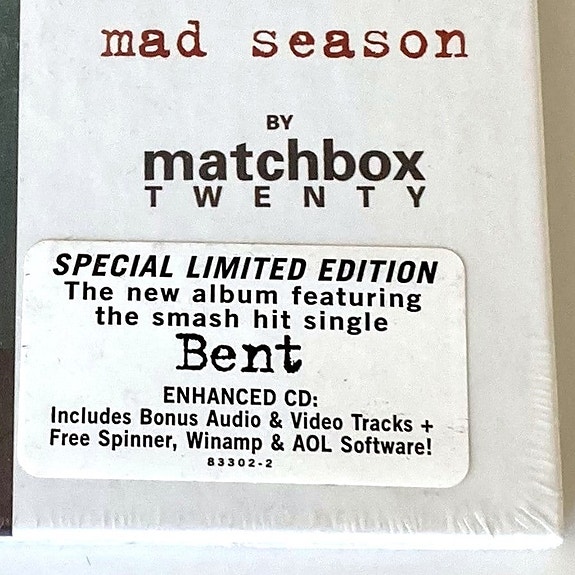 mad season
BY
matchbox
TWENTY
SPECIAL LIMITED EDITION
The new album featuring
the smash hit single
Bent
ENHANCED CD:
Includes Bonus Audio & Video Tracks +
Free Spinner, Winamp & AOL Software!
83302-2